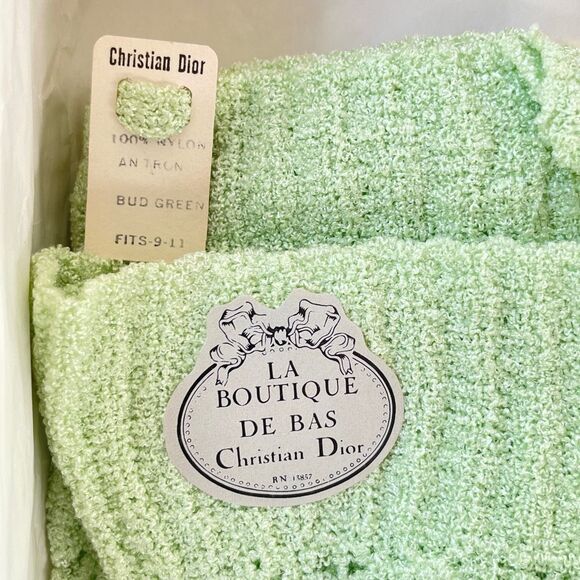 Christian Dior
100% NYLON
ANTRON
BUD GREEN
FITS-9-11
LA
BOUTIQUE
DE BAS
Christian Dior
RN 13857